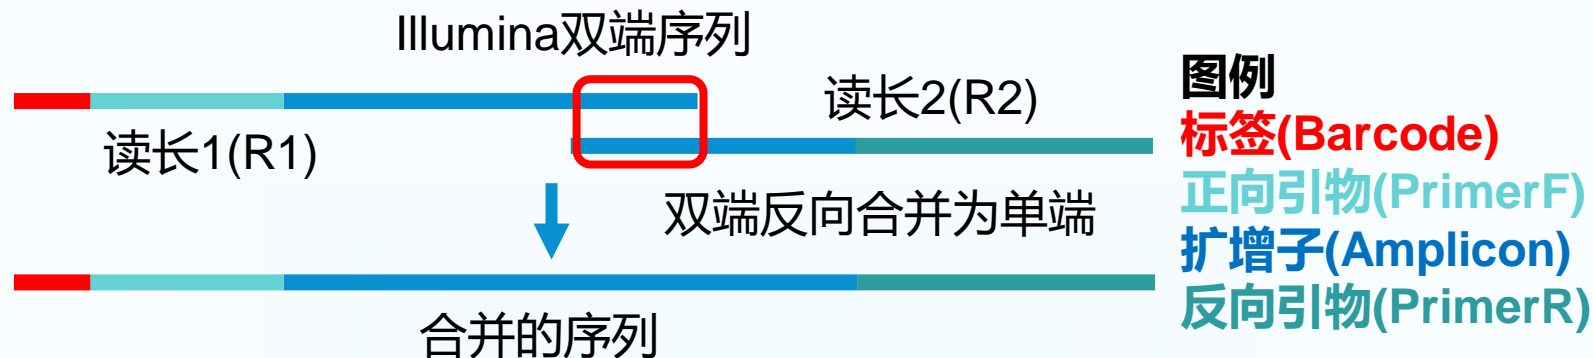 Illumina双端序列
读长1(R1)
读长2(R2)
双端反向合并为单端
合并的序列
图例
标签(Barcode)
正向引物(PrimerF)
扩增子(Amplicon)
反向引物(PrimerR)